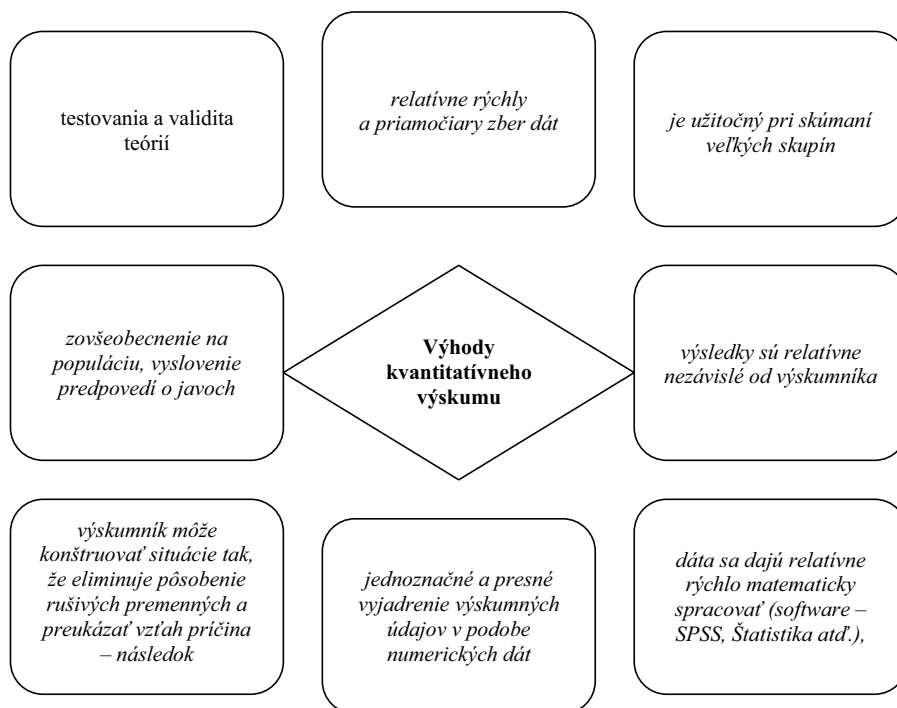 testovania a validita
teórií
relatívne rýchly
a priamočiary zber dát
je užitočný pri skúmaní
veľkých skupín
zovšeobecnenie na
populáciu, vyslovenie
predpovedí o javoch
Výhody
kvantitatívneho
výskumu
výsledky sú relatívne
nezávislé od výskumníka
výskumník môže
konštruovať situácie tak,
že eliminuje pôsobenie
rušivých premenných a
preukázať vzťah príčina
– následok
jednoznačné a presné
vyjadrenie výskumných
údajov v podobe
numerických dát
dáta sa dajú relatívne
rýchlo matematicky
spracovať (software –
SPSS, Štatistika atď.),